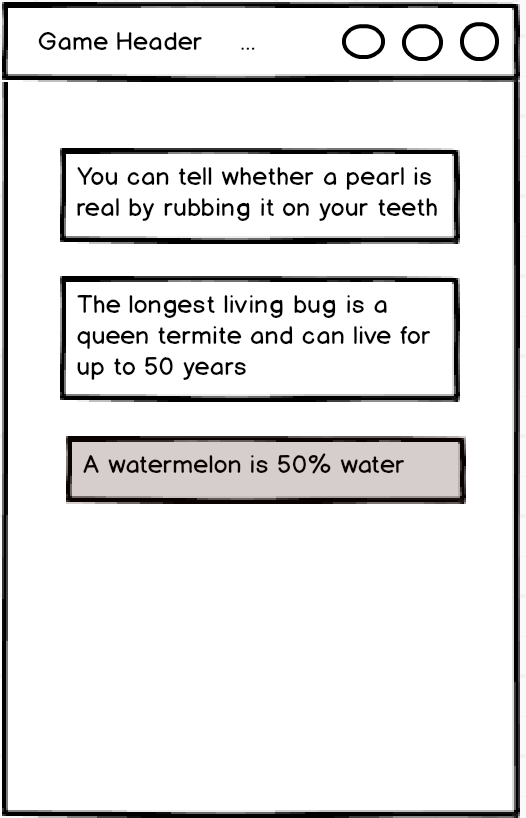 Game Header ...
You can tell whether a pearl is
real by rubbing it on your teeth
The longest living bug is a
queen termite and can live for
up to 50 years
A watermelon is 50% water